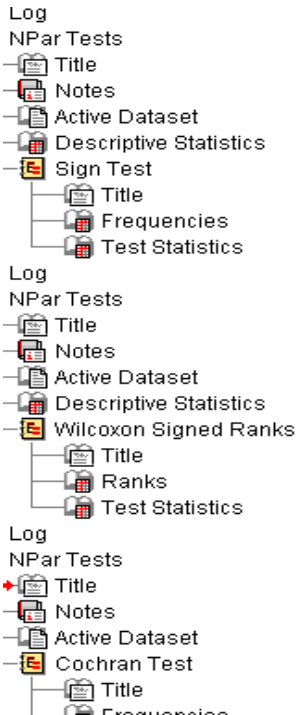 Log
NPar Tests
Title
Notes
Active Dataset
Descriptive Statistics
Sign Test
Title
Frequencies
Test Statistics
Log
NPar Tests
Title
Notes
Active Dataset
Descriptive Statistics
Wilcoxon Signed Ranks
Title
Ranks
Test Statistics
Log
NPar Tests
Title
Notes
Active Dataset
Cochran Test
Title
Frequencies